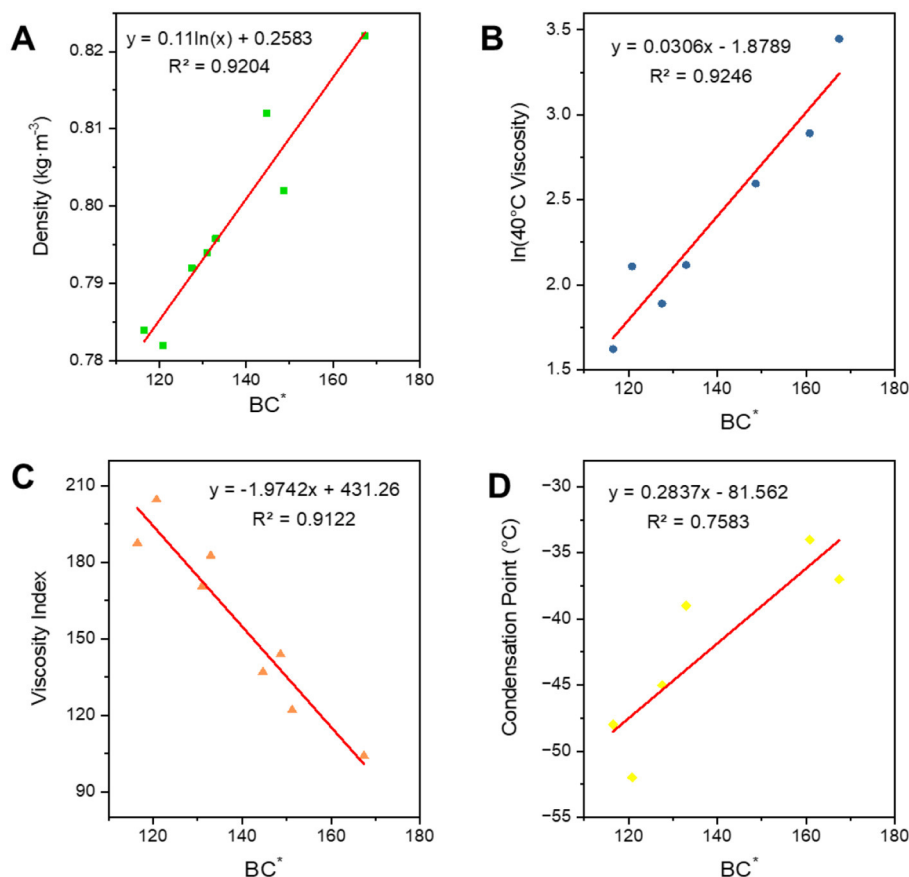 A
y = 0.11ln(x) + 0.2583
R² = 0.9204
Density (kg·m⁻³)
0.82
0.81
0.80
0.79
0.78
120 140 160 180
BC*
B
y = 0.0306x - 1.8789
R² = 0.9246
ln(40°C Viscosity)
3.5
3.0
2.5
2.0
1.5
120 140 160 180
BC*
C
y = -1.9742x + 431.26
R² = 0.9122
Viscosity Index
210
180
150
120
90
120 140 160 180
BC*
D
y = 0.2837x - 81.562
R² = 0.7583
Condensation Point (°C)
−30
−35
−40
−45
−50
−55
120 140 160 180
BC*